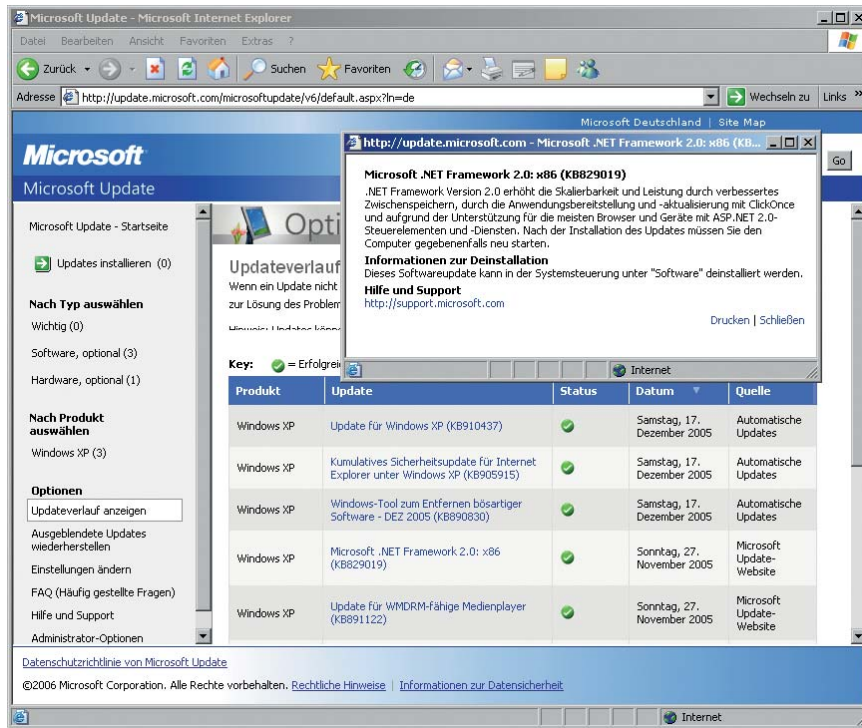 Microsoft Update - Microsoft Internet Explorer
Datei Bearbeiten Ansicht Favoriten Extras ?
Zurück Suchen Favoriten
Adresse http://update.microsoft.com/microsoftupdate/v6/default.aspx?ln=de Wechseln zu Links »
Microsoft Deutschland | Site Map
Microsoft
Go
Microsoft Update
Microsoft Update - Startseite
Updates installieren (0)
Nach Typ auswählen
Wichtig (0)
Software, optional (3)
Hardware, optional (1)
Nach Produkt
auswählen
Windows XP (3)
Optionen
Updateverlauf anzeigen
Ausgeblendete Updates
wiederherstellen
Einstellungen ändern
FAQ (Häufig gestellte Fragen)
Hilfe und Support
Administrator-Optionen
Opti
Updateverlauf
Wenn ein Update nicht
zur Lösung des Problem
Hinweis: Updates könne
Key: = Erfolgrei
http://update.microsoft.com - Microsoft .NET Framework 2.0: x86 (KB...
Microsoft .NET Framework 2.0: x86 (KB829019)
.NET Framework Version 2.0 erhöht die Skalierbarkeit und Leistung durch verbessertes
Zwischenspeichern, durch die Anwendungsbereitstellung und -aktualisierung mit ClickOnce
und aufgrund der Unterstützung für die meisten Browser und Geräte mit ASP.NET 2.0-
Steuerelementen und -Diensten. Nach der Installation des Updates müssen Sie den
Computer gegebenenfalls neu starten.
Informationen zur Deinstallation
Dieses Softwareupdate kann in der Systemsteuerung unter "Software" deinstalliert werden.
Hilfe und Support
http://support.microsoft.com
Drucken | Schließen
Internet
Produkt Update Status Datum Quelle
Windows XP Update für Windows XP (KB910437) Samstag, 17. Dezember 2005 Automatische Updates
Windows XP Kumulatives Sicherheitsupdate für Internet Explorer unter Windows XP (KB905915) Samstag, 17. Dezember 2005 Automatische Updates
Windows XP Windows-Tool zum Entfernen bösartiger Software - DEZ 2005 (KB890830) Samstag, 17. Dezember 2005 Automatische Updates
Windows XP Microsoft .NET Framework 2.0: x86 (KB829019) Sonntag, 27. November 2005 Microsoft Update-Website
Windows XP Update für WMDRM-fähige Medienplayer (KB891122) Sonntag, 27. November 2005 Microsoft Update-Website
Datenschutzrichtlinie von Microsoft Update
©2006 Microsoft Corporation. Alle Rechte vorbehalten. Rechtliche Hinweise | Informationen zur Datensicherheit
Internet